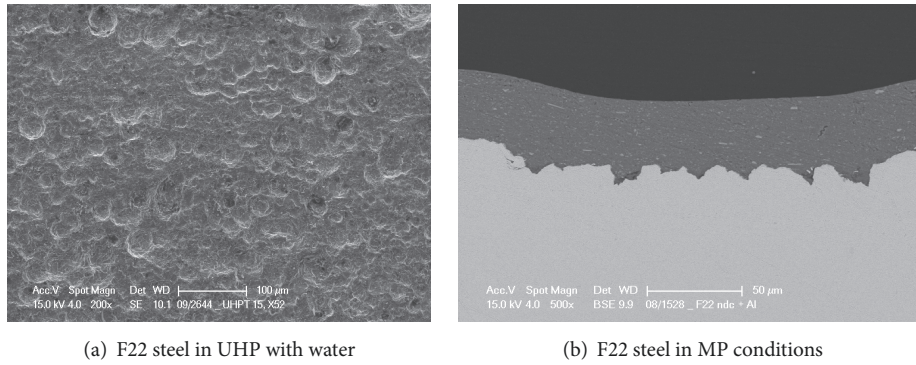 Acc.V Spot Magn Det WD 100 μm
15.0 kV 4.0 200x SE 10.1 09/2644 _UHPT 15, X52
Acc.V Spot Magn Det WD 50 μm
15.0 kV 4.0 500x BSE 9.9 08/1528 _ F22 ndc + Al
(a) F22 steel in UHP with water
(b) F22 steel in MP conditions